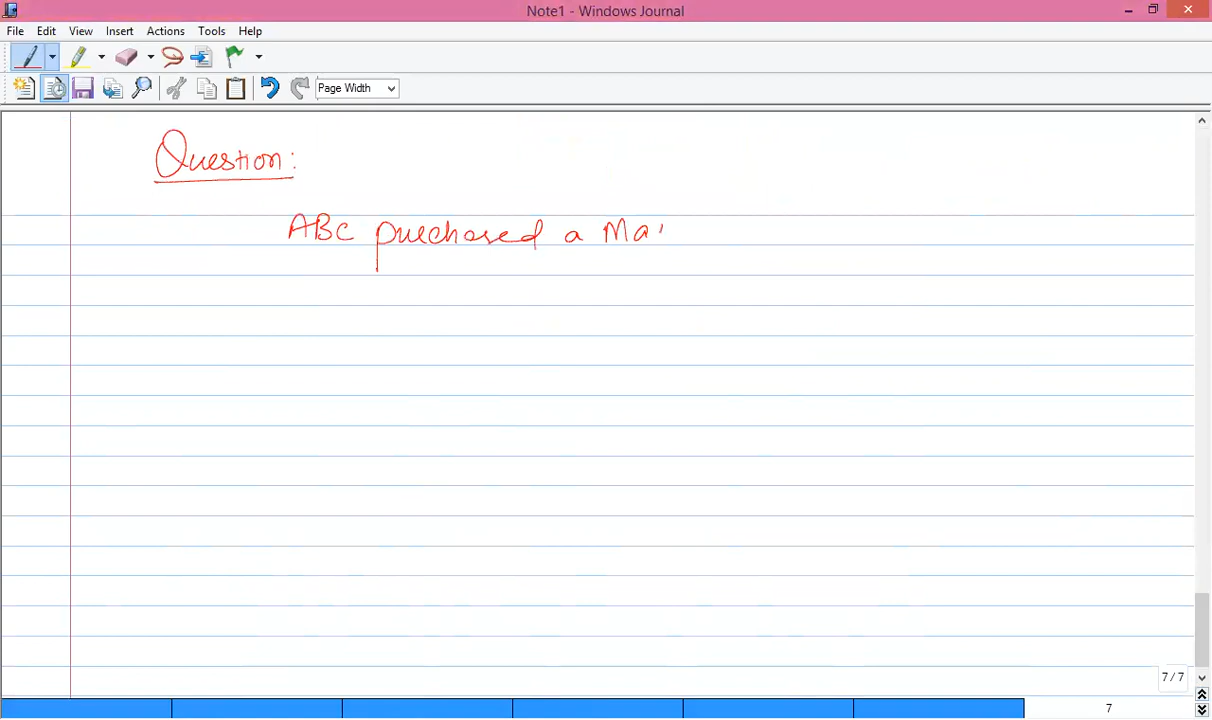 Note1 - Windows Journal
File Edit View Insert Actions Tools Help
Page Width
Question:
ABC purchased a Ma
7 / 7
7